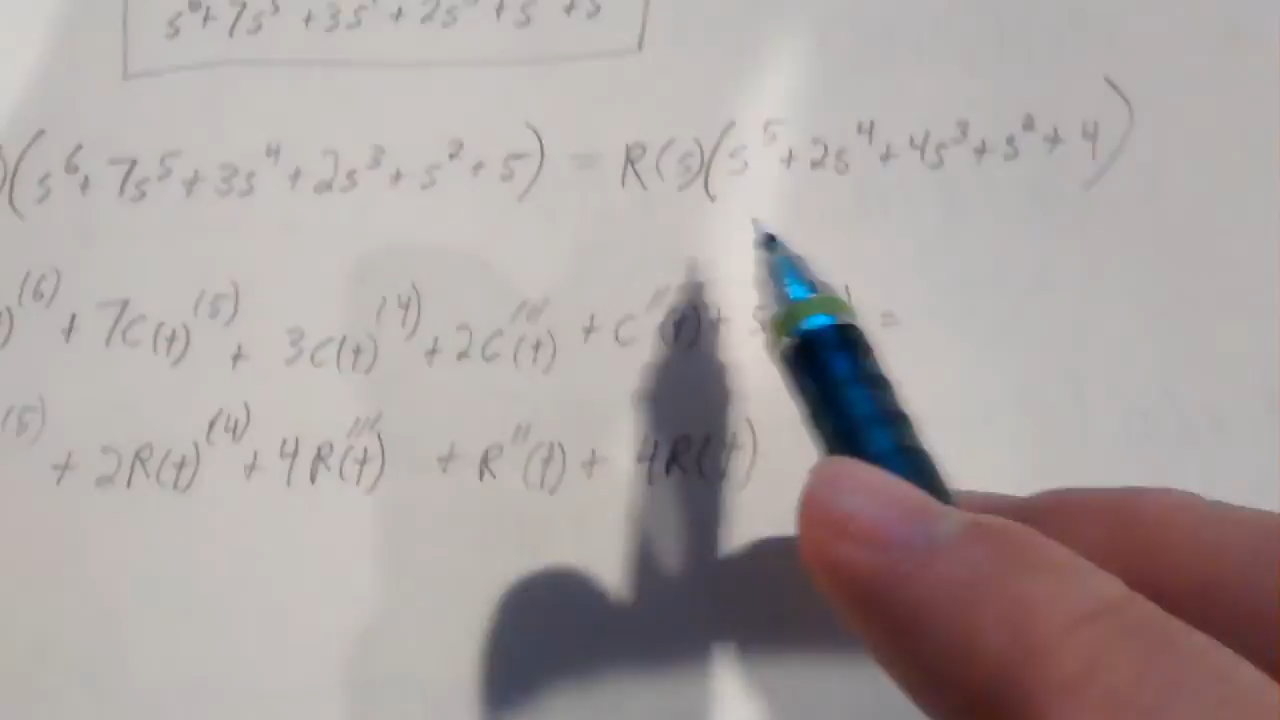 s⁶+7s⁵+3s⁴+2s³+s²+5
)(s⁶+7s⁵+3s⁴+2s³+s²+5) = R(s)(s⁵+2s⁴+4s³+s²+4)
)⁽⁶⁾ + 7C(t)⁽⁵⁾ + 3C(t)⁽⁴⁾ + 2C'''(t) + C''(t) + 5 =
⁽⁵⁾ + 2R(t)⁽⁴⁾ + 4R'''(t) + R''(t) + 4R(t)